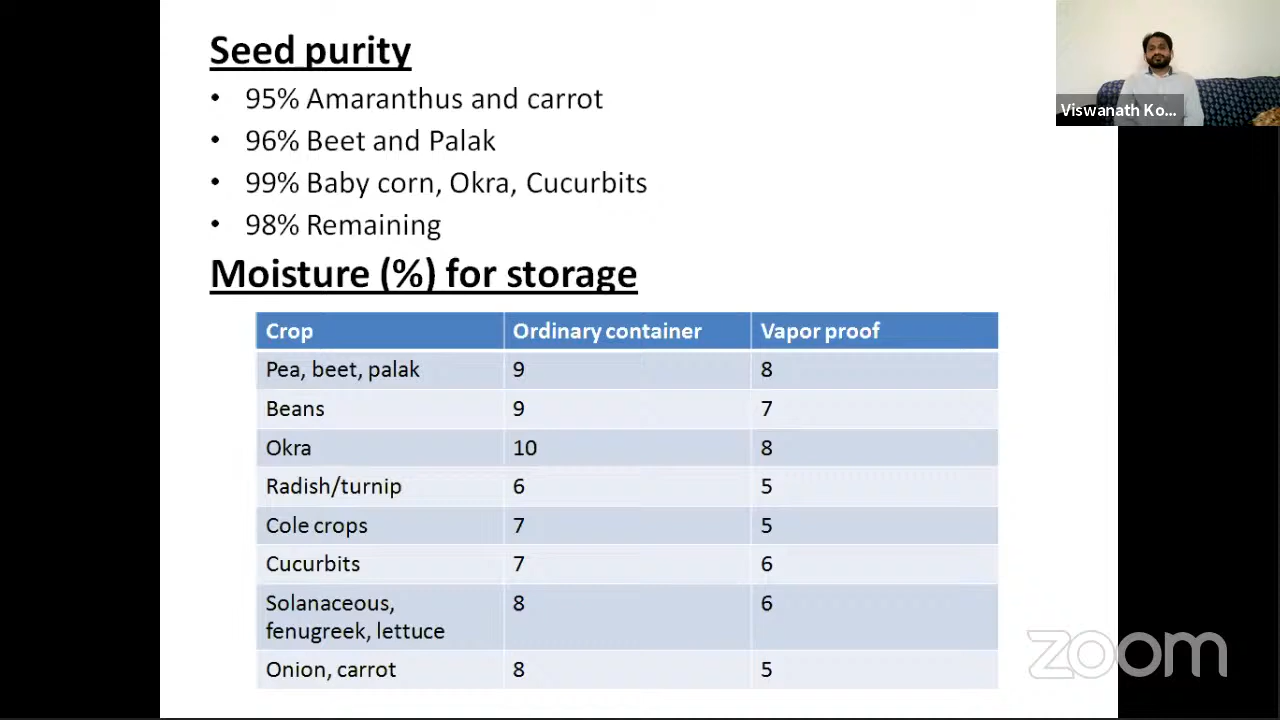 Seed purity
• 95% Amaranthus and carrot
• 96% Beet and Palak
• 99% Baby corn, Okra, Cucurbits
• 98% Remaining
Moisture (%) for storage
Crop Ordinary container Vapor proof
Pea, beet, palak 9 8
Beans 9 7
Okra 10 8
Radish/turnip 6 5
Cole crops 7 5
Cucurbits 7 6
Solanaceous, 8 6
fenugreek, lettuce
Onion, carrot 8 5
Viswanath Ko...
zoom